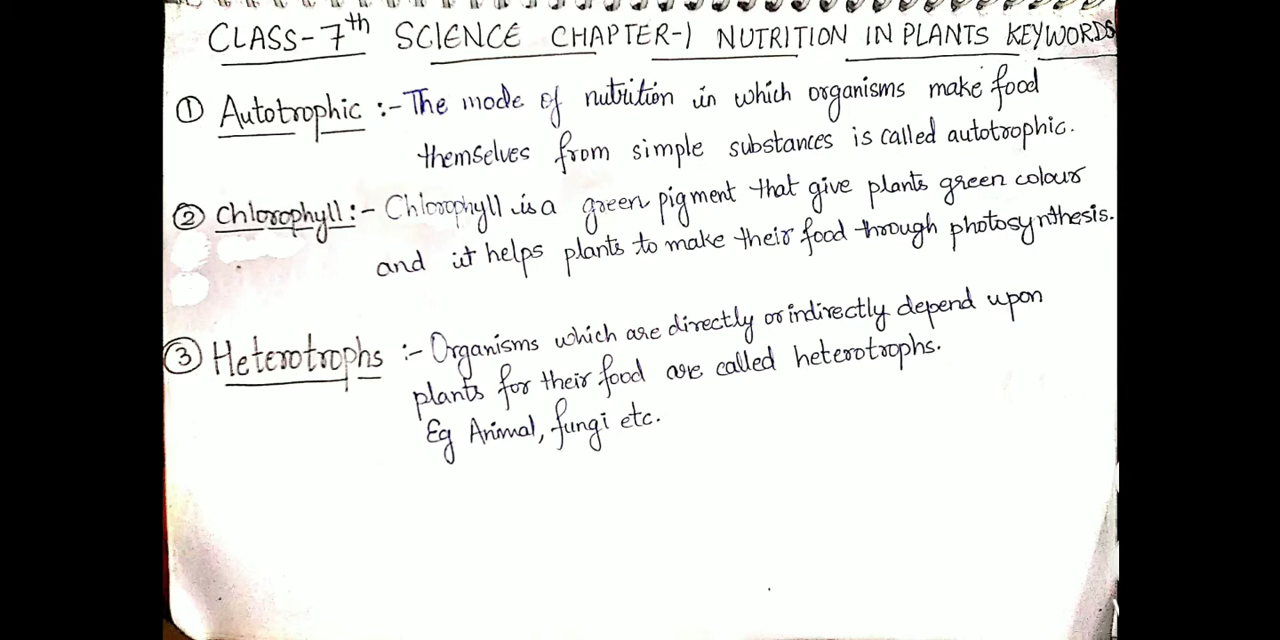 CLASS-7th SCIENCE CHAPTER-1 NUTRITION IN PLANTS KEYWORDS
① Autotrophic :- The mode of nutrition in which organisms make food
themselves from simple substances is called autotrophic.
② Chlorophyll :- Chlorophyll is a green pigment that give plants green colour
and it helps plants to make their food through photosynthesis.
③ Heterotrophs :- Organisms which are directly or indirectly depend upon
plants for their food are called heterotrophs.
Eg Animal, fungi etc.